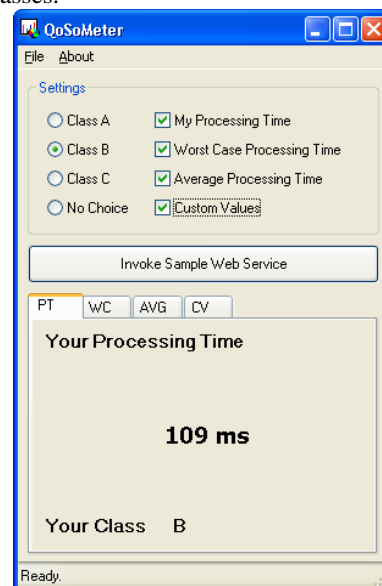 asses.
QoSoMeter
File About
Settings
Class A My Processing Time
Class B Worst Case Processing Time
Class C Average Processing Time
No Choice Custom Values
Invoke Sample Web Service
PT WC AVG CV
Your Processing Time
109 ms
Your Class B
Ready.